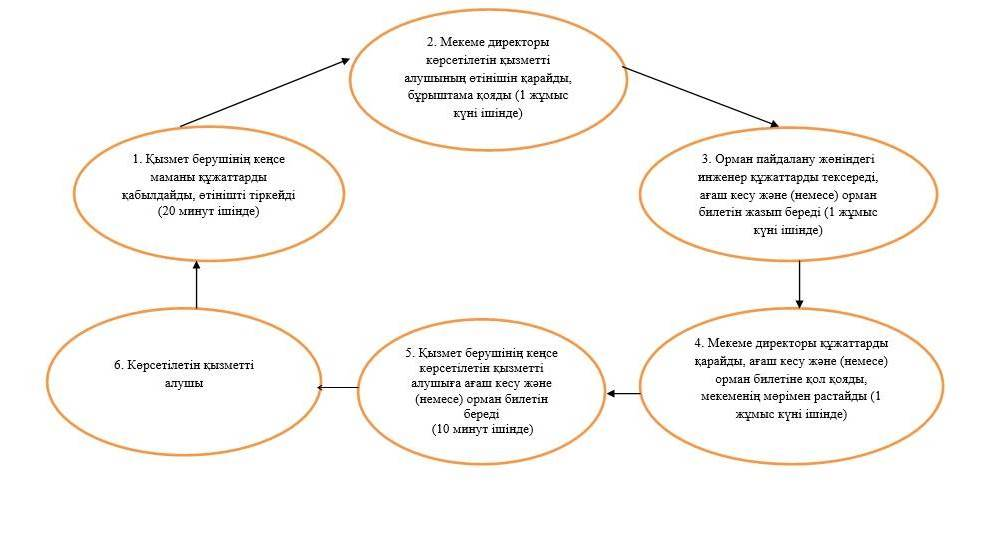 1. Қызмет берушінің кеңсе
маманы құжаттарды
қабылдайды, өтінішті тіркейді
(20 минут ішінде)
2. Мекеме директоры
көрсетілетін қызметті
алушының өтінішін қарайды,
бұрыштама қояды (1 жұмыс
күні ішінде)
3. Орман пайдалану жөніндегі
инженер құжаттарды тексереді,
ағаш кесу және (немесе) орман
билетін жазып береді (1 жұмыс
күні ішінде)
4. Мекеме директоры құжаттарды
қарайды, ағаш кесу және (немесе)
орман билетіне қол қояды,
мекеменің мөрімен растайды (1
жұмыс күні ішінде)
5. Қызмет берушінің кеңсе
көрсетілетін қызметті
алушыға ағаш кесу және
(немесе) орман билетін
береді
(10 минут ішінде)
6. Көрсетілетін қызметті
алушы